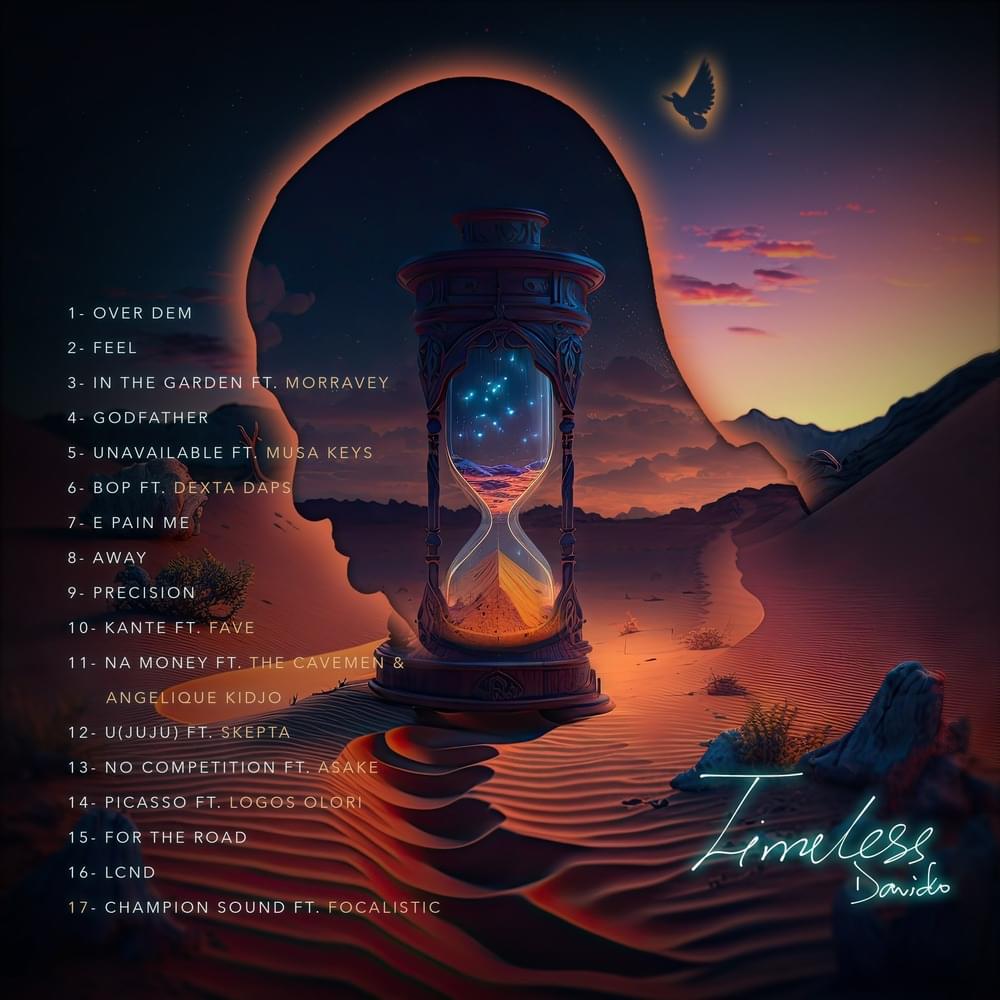 1- OVER DEM
2- FEEL
3- IN THE GARDEN FT. MORRAVEY
4- GODFATHER
5- UNAVAILABLE FT. MUSA KEYS
6- BOP FT. DEXTA DAPS
7- E PAIN ME
8- AWAY
9- PRECISION
10- KANTE FT. FAVE
11- NA MONEY FT. THE CAVEMEN &
ANGELIQUE KIDJO
12- U(JUJU) FT. SKEPTA
13- NO COMPETITION FT. ASAKE
14- PICASSO FT. LOGOS OLORI
15- FOR THE ROAD
16- LCND
17- CHAMPION SOUND FT. FOCALISTIC
Timeless
Davido